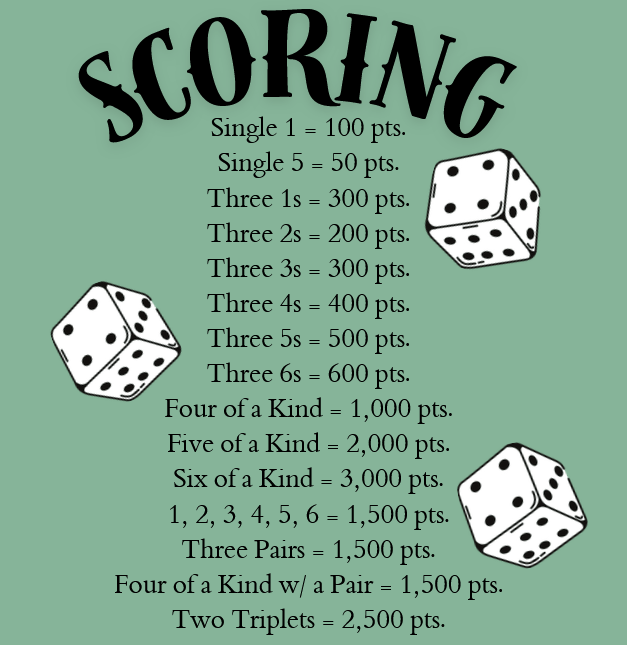 SCORING
Single 1 = 100 pts.
Single 5 = 50 pts.
Three 1s = 300 pts.
Three 2s = 200 pts.
Three 3s = 300 pts.
Three 4s = 400 pts.
Three 5s = 500 pts.
Three 6s = 600 pts.
Four of a Kind = 1,000 pts.
Five of a Kind = 2,000 pts.
Six of a Kind = 3,000 pts.
1, 2, 3, 4, 5, 6 = 1,500 pts.
Three Pairs = 1,500 pts.
Four of a Kind w/ a Pair = 1,500 pts.
Two Triplets = 2,500 pts.